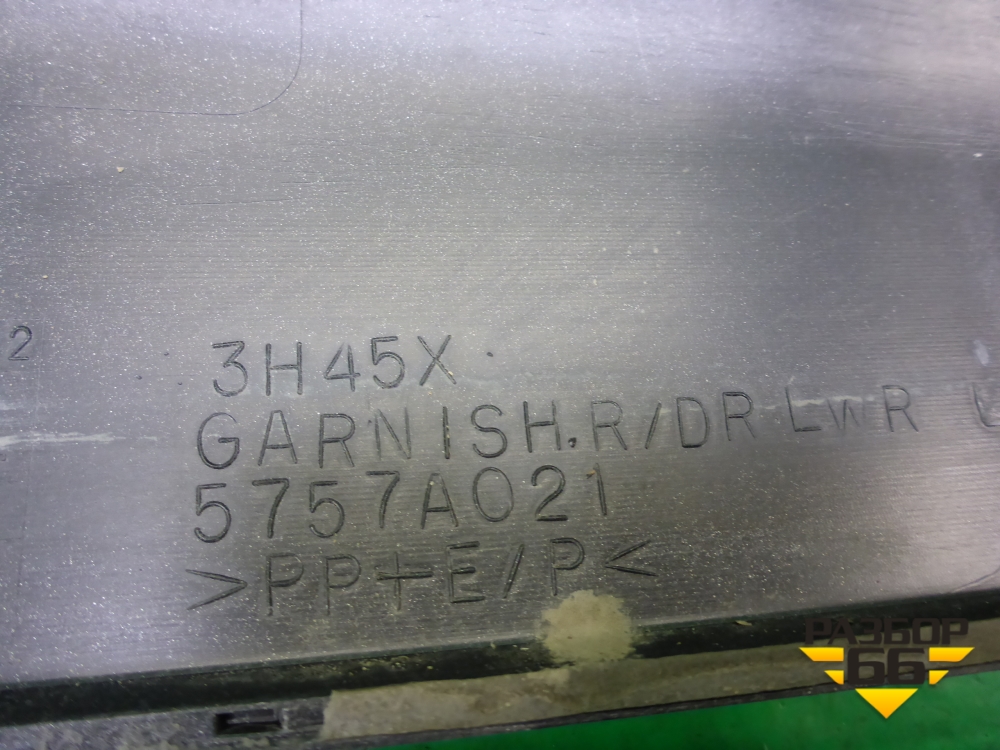 2
3H45X
GARNISH.R/DR LWR
5757A021
>PP+E/P<
РАЗБОР
66